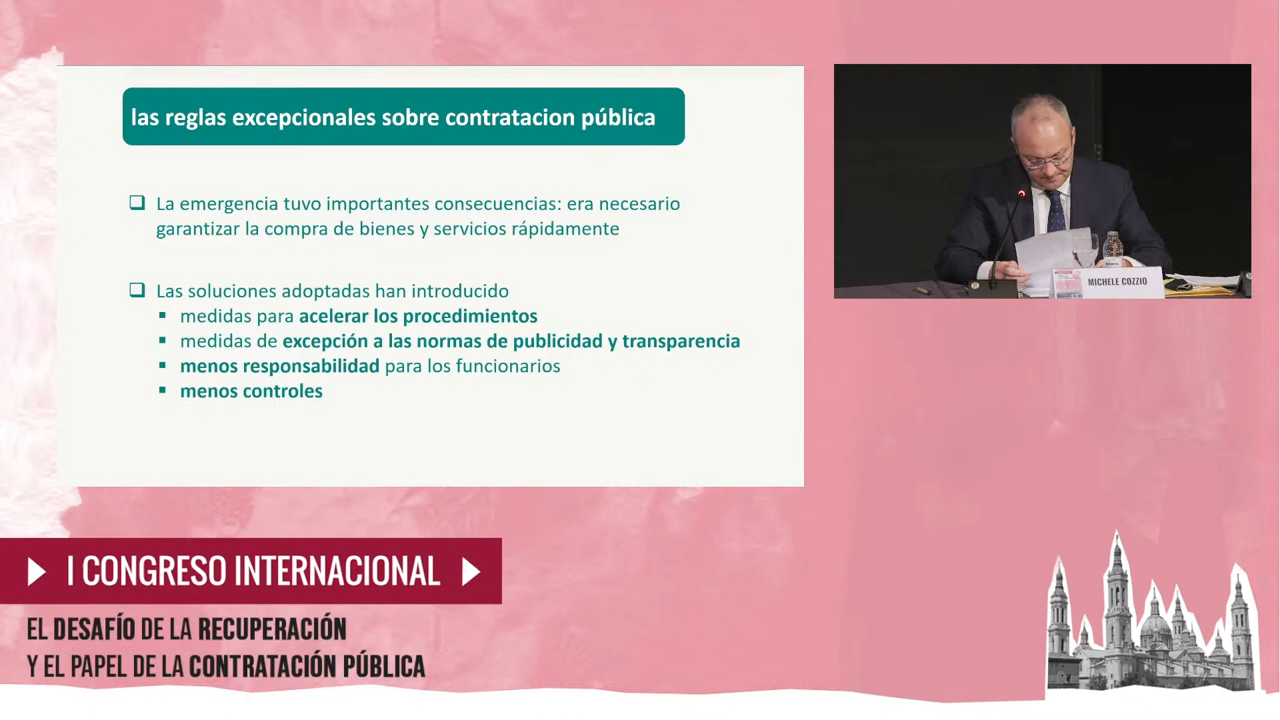 las reglas excepcionales sobre contratacion pública
La emergencia tuvo importantes consecuencias: era necesario
garantizar la compra de bienes y servicios rápidamente
Las soluciones adoptadas han introducido
medidas para acelerar los procedimientos
medidas de excepción a las normas de publicidad y transparencia
menos responsabilidad para los funcionarios
menos controles
MICHELE COZZIO
I CONGRESO INTERNACIONAL
EL DESAFÍO DE LA RECUPERACIÓN
Y EL PAPEL DE LA CONTRATACIÓN PÚBLICA